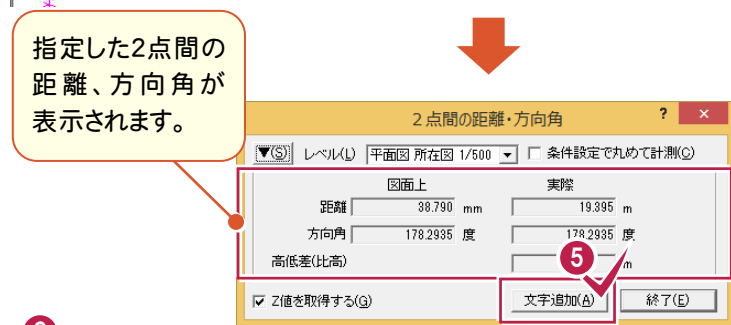 指定した2点間の
距離、方向角が
表示されます。
2点間の距離・方向角 ? ×
▼(S) レベル(L) 平面図 所在図 1/500 条件設定で丸めて計測(C)
図面上 実際
距離 38.790 mm 19.395 m
方向角 178.2935 度 178.2935 度
高低差(比高) m
5
Z値を取得する(G) 文字追加(A) 終了(E)